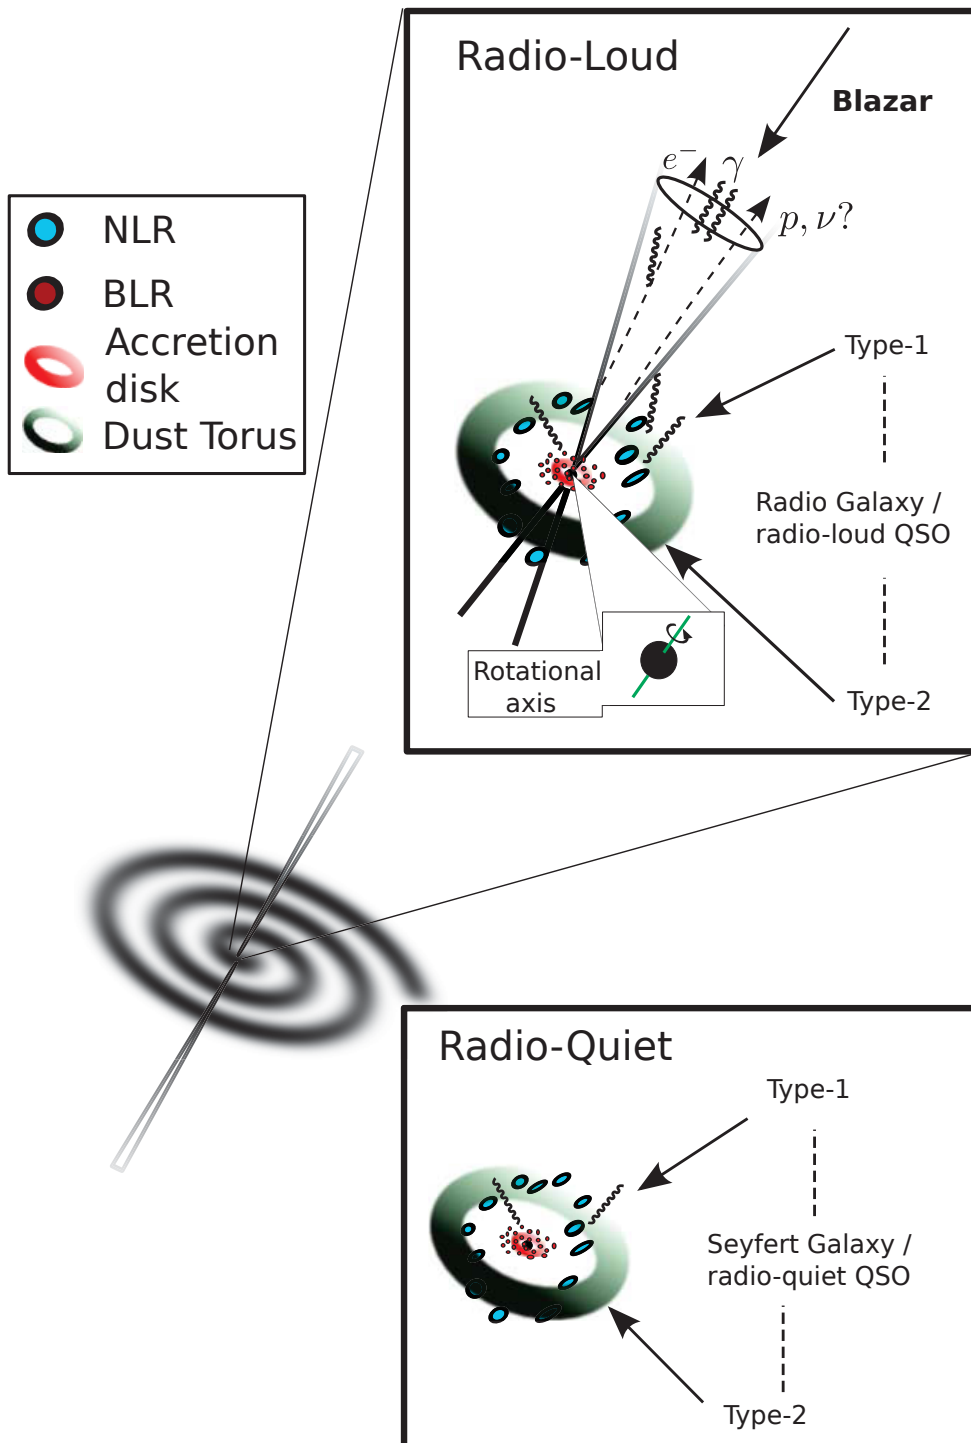 Radio-Loud
Blazar
e⁻
γ
p, ν?
NLR
BLR
Accretion
disk
Dust Torus
Type-1
Radio Galaxy /
radio-loud QSO
Rotational
axis
Type-2
Radio-Quiet
Type-1
Seyfert Galaxy /
radio-quiet QSO
Type-2